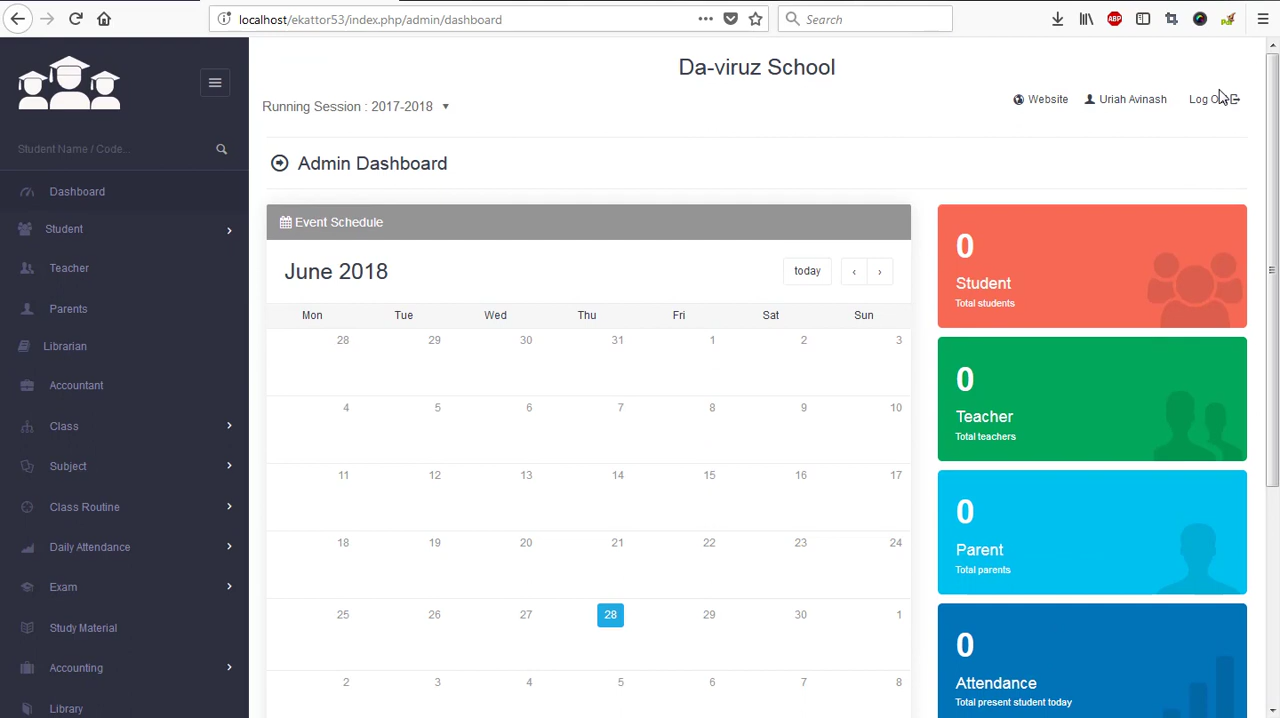 localhost/ekattor53/index.php/admin/dashboard
Search
ABP
Da-viruz School
Running Session : 2017-2018
Website
Uriah Avinash
Log
Student Name / Code...
Admin Dashboard
Dashboard
Student
Teacher
Parents
Librarian
Accountant
Class
Subject
Class Routine
Daily Attendance
Exam
Study Material
Accounting
Library
Event Schedule
June 2018
today
‹ ›
Mon Tue Wed Thu Fri Sat Sun
28 29 30 31 1 2 3
4 5 6 7 8 9 10
11 12 13 14 15 16 17
18 19 20 21 22 23 24
25 26 27 28 29 30 1
2 3 4 5 6 7 8
0
Student
Total students
0
Teacher
Total teachers
0
Parent
Total parents
0
Attendance
Total present student today